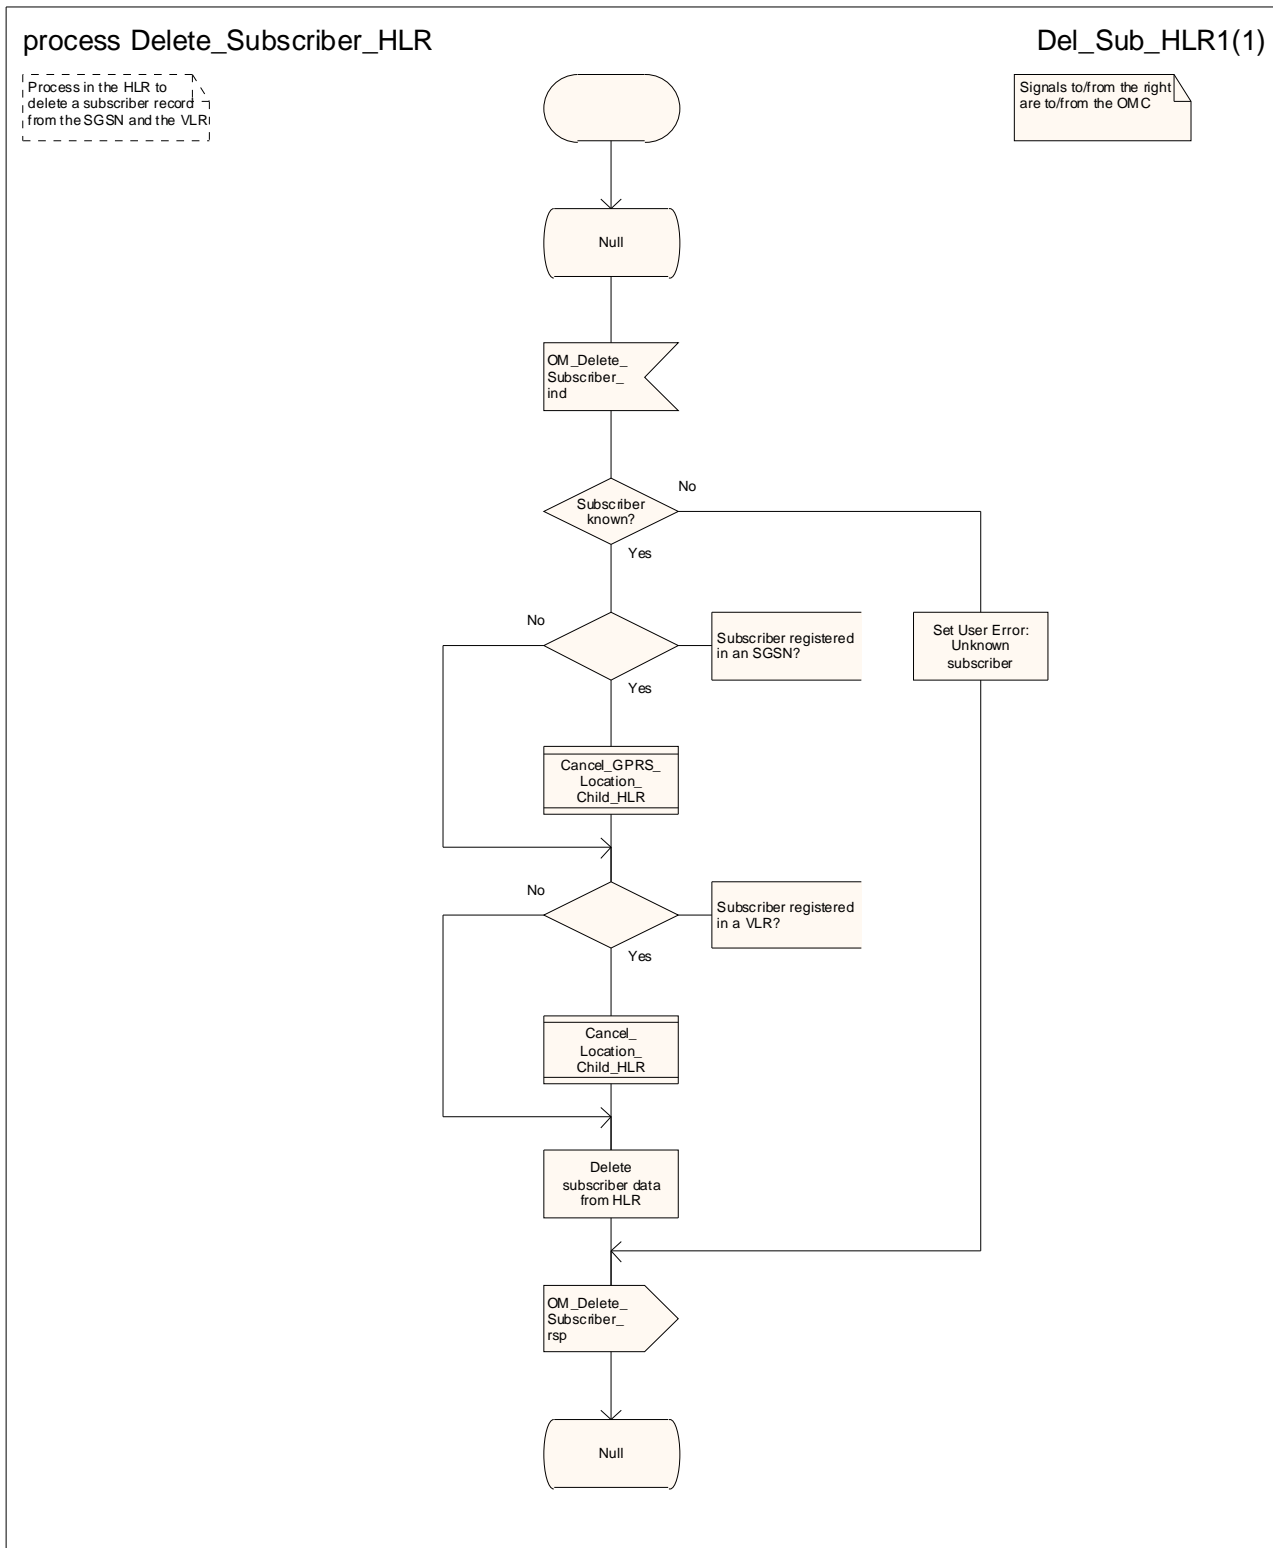 process Delete_Subscriber_HLR
Del_Sub_HLR1(1)
Process in the HLR to
delete a subscriber record
from the SGSN and the VLR
Signals to/from the right
are to/from the OMC
Null
OM_Delete_
Subscriber_
ind
Subscriber
known?
No
Yes
No
Subscriber registered
in an SGSN?
Set User Error:
Unknown
subscriber
Yes
Cancel_GPRS_
Location_
Child_HLR
No
Subscriber registered
in a VLR?
Yes
Cancel_
Location_
Child_HLR
Delete
subscriber data
from HLR
OM_Delete_
Subscriber_
rsp
Null